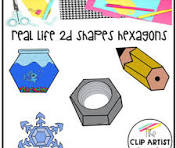 real life 2d shapes hexagons
The
CLIP ARTIST